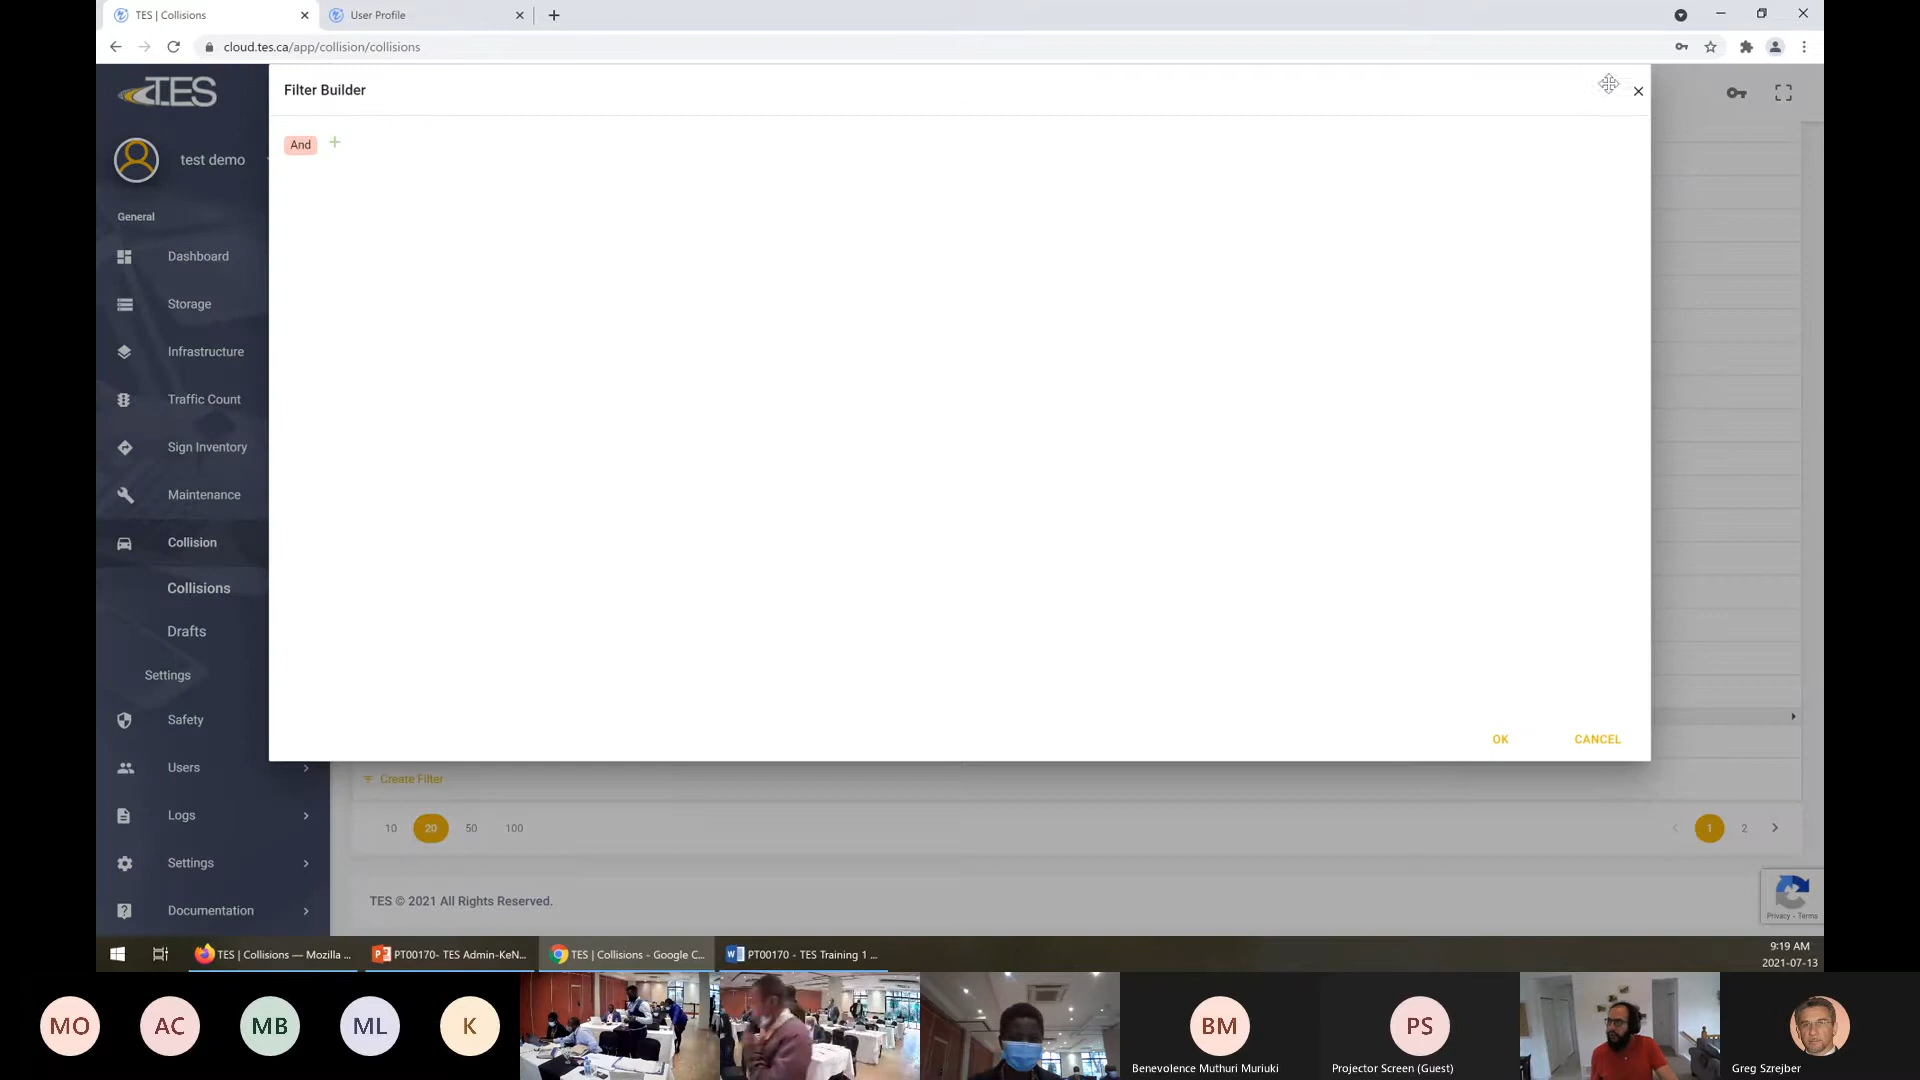 TES | Collisions
User Profile
cloud.tes.ca/app/collision/collisions
TES
Filter Builder
And
test demo
General
Dashboard
Storage
Infrastructure
Traffic Count
Sign Inventory
Maintenance
Collision
Collisions
Drafts
Settings
Safety
Users
Logs
Settings
Documentation
OK
CANCEL
Create Filter
10 20 50 100
1 2
TES © 2021 All Rights Reserved.
Privacy - Terms
TES | Collisions — Mozilla ...
PT00170- TES Admin-KeN...
TES | Collisions - Google C...
PT00170 - TES Training 1 ...
9:19 AM
2021-07-13
MO
AC
MB
ML
K
BM
PS
Benevolence Muthuri Muriuki
Projector Screen (Guest)
Greg Szrejber